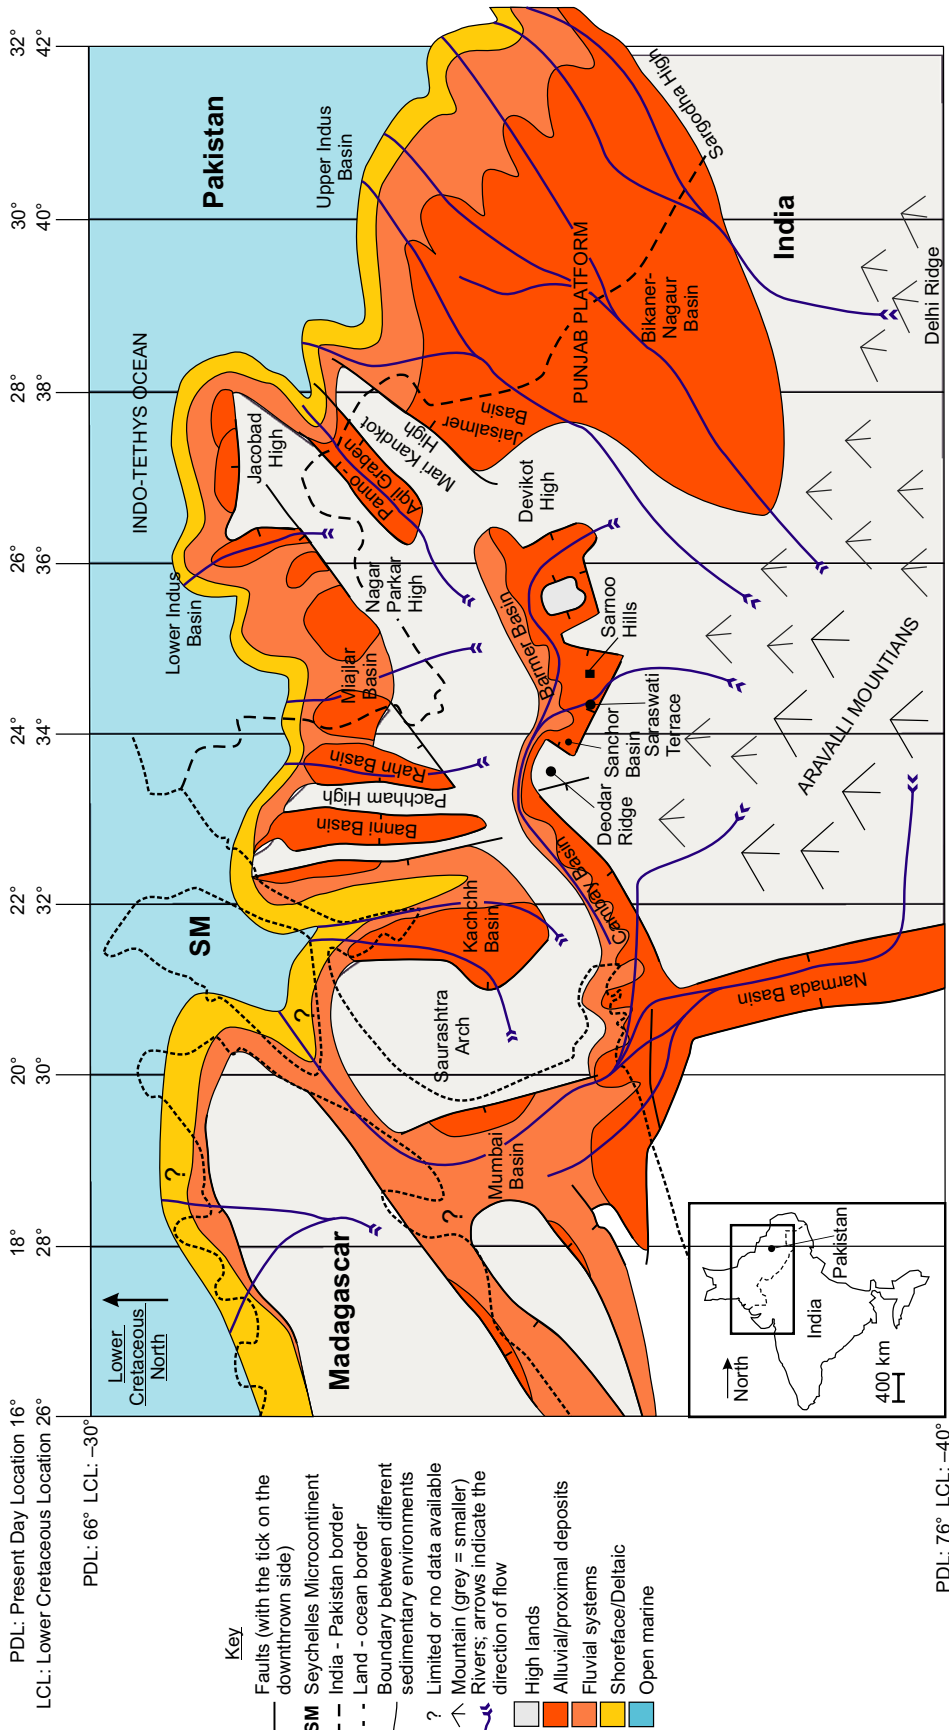 PDL: Present Day Location
LCL: Lower Cretaceous Location
16°
18°
20°
22°
24°
26°
28°
30°
32°
26°
28°
30°
32°
34°
36°
38°
40°
42°
PDL: 66° LCL: –30°
PDL: 76° LCL: –40°
Lower
Cretaceous
North
Pakistan
INDO-TETHYS OCEAN
Upper Indus
Basin
Sargodha High
India
Delhi Ridge
PUNJAB PLATFORM
Bikaner-
Nagaur
Basin
Jaisalmer
Basin
Mari Kandkot
High
Panno -
Aqil Graben
Jacobad
High
Lower Indus
Basin
Nagar
Parkar
High
Devikot
High
Miajlar
Basin
Barmer Basin
Sarnoo
Hills
Saraswati
Terrace
Sanchor
Basin
Deodar
Ridge
Rahn Basin
Pachham High
Banni Basin
ARAVALLI MOUNTIANS
SM
Kachchh
Basin
Cambay Basin
Narmada Basin
Saurashtra
Arch
?
?
?
Mumbai
Basin
Madagascar
Key
Faults (with the tick on the
downthrown side)
SM Seychelles Microcontinent
India - Pakistan border
Land - ocean border
Boundary between different
sedimentary environments
? Limited or no data available
Mountain (grey = smaller)
Rivers; arrows indicate the
direction of flow
High lands
Alluvial/proximal deposits
Fluvial systems
Shoreface/Deltaic
Open marine
North
India
Pakistan
400 km